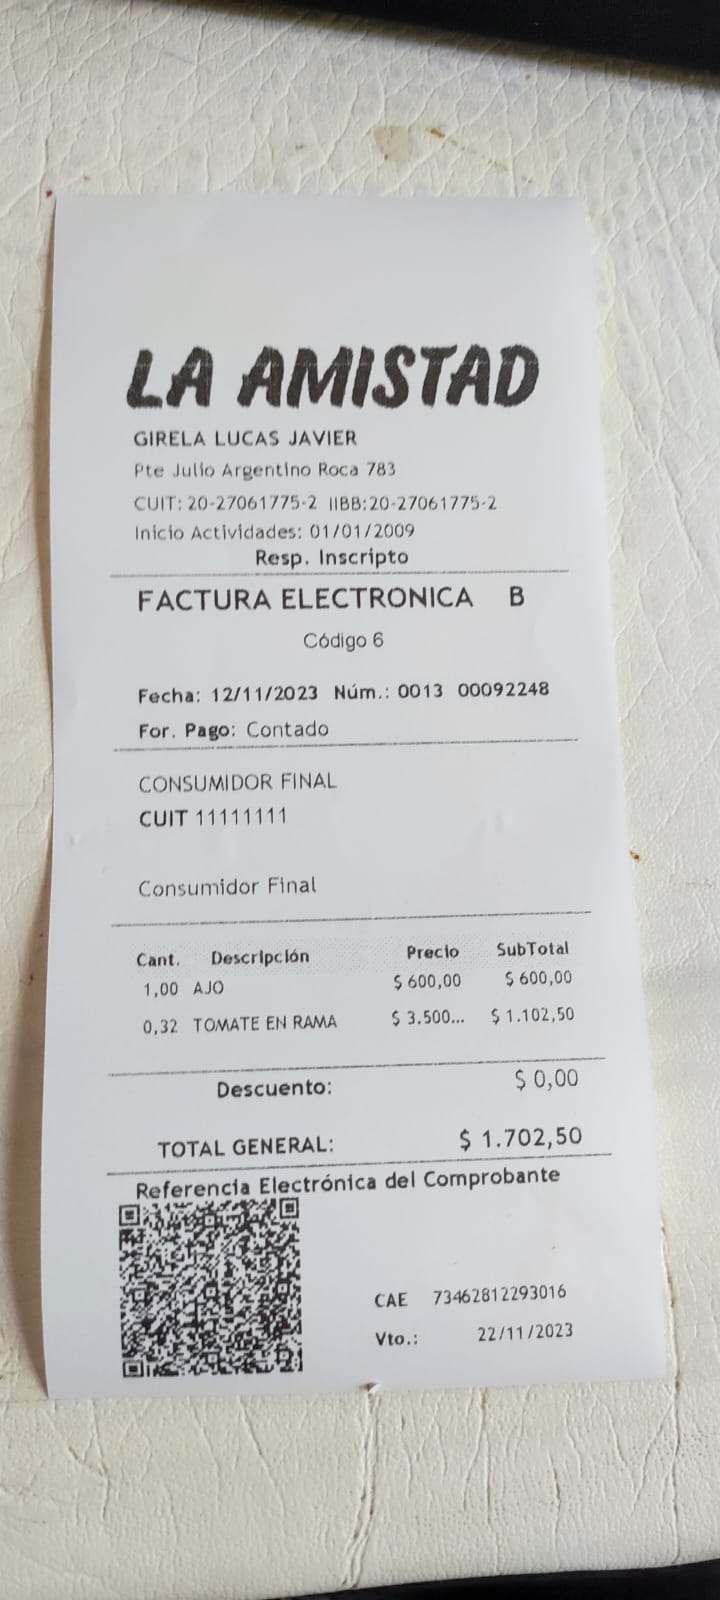 LA AMISTAD
GIRELA LUCAS JAVIER
Pte Julio Argentino Roca 783
CUIT: 20-27061775-2 IIBB:20-27061775-2
Inicio Actividades: 01/01/2009
Resp. Inscripto
FACTURA ELECTRONICA B
Código 6
Fecha: 12/11/2023 Núm.: 0013 00092248
For. Pago: Contado
CONSUMIDOR FINAL
CUIT 11111111
Consumidor Final
Cant. Descripción Precio SubTotal
1,00 AJO $ 600,00 $ 600,00
0,32 TOMATE EN RAMA $ 3.500... $ 1.102,50
Descuento: $ 0,00
TOTAL GENERAL: $ 1.702,50
Referencia Electrónica del Comprobante
CAE 73462812293016
Vto.: 22/11/2023